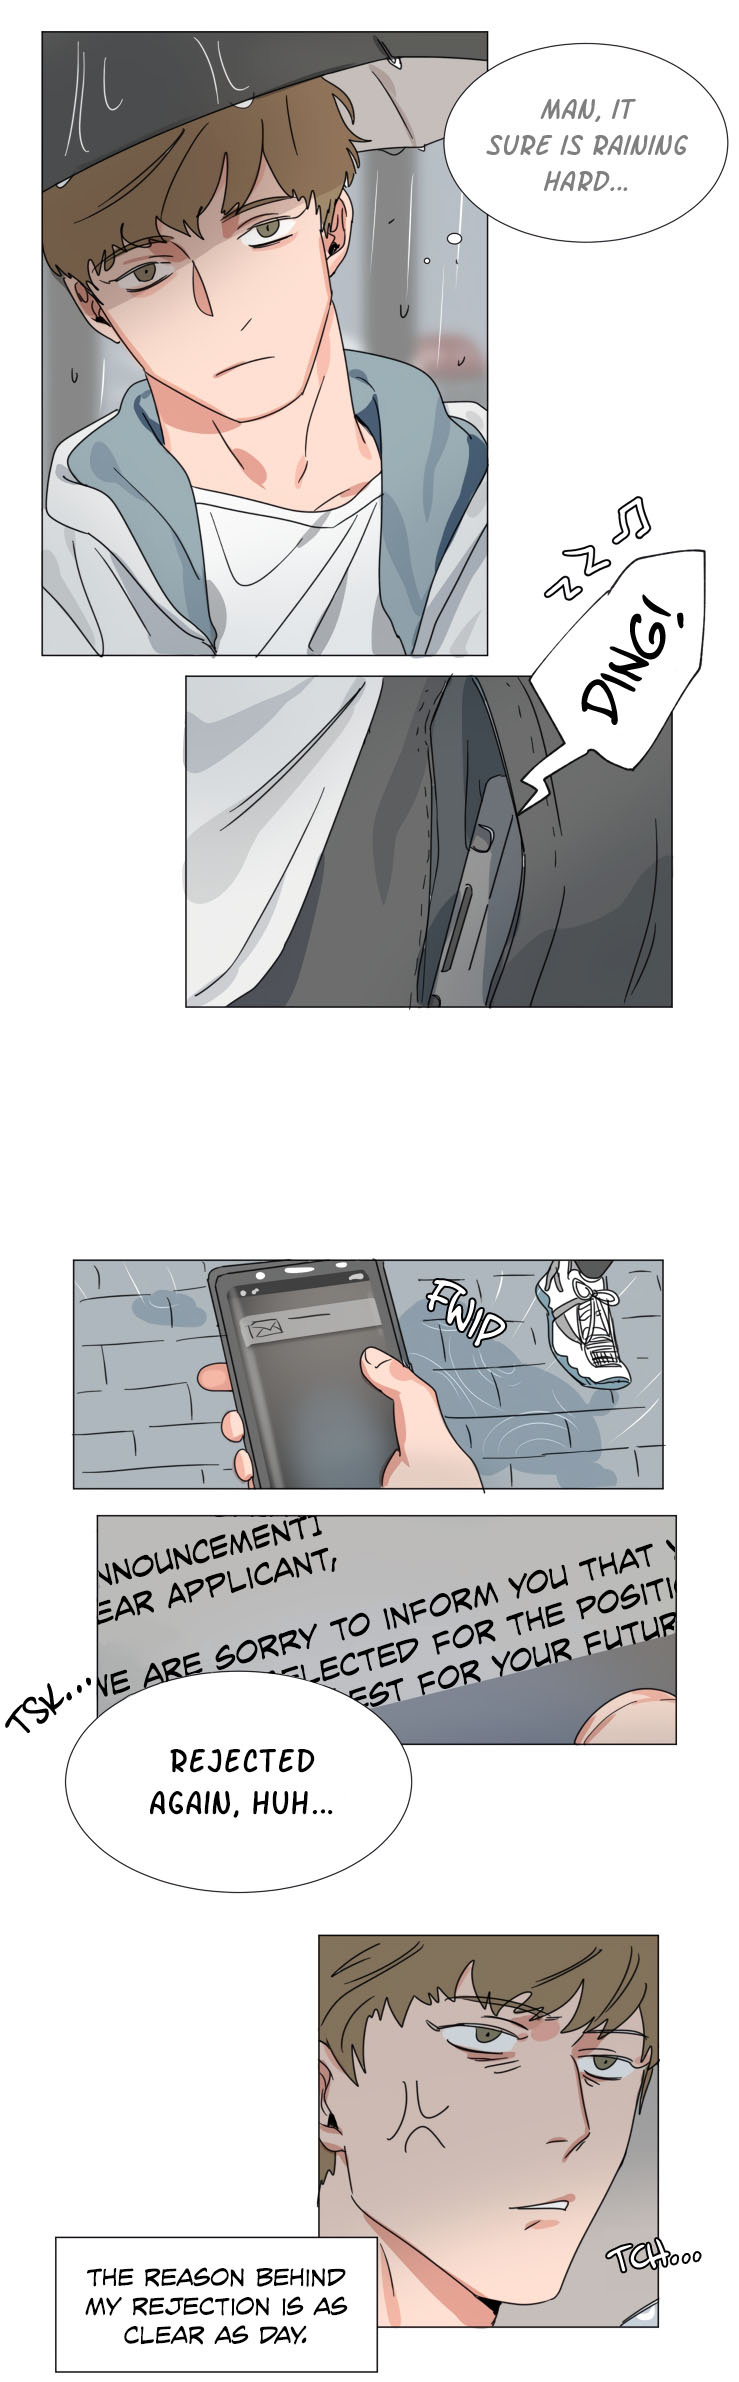 MAN, IT
SURE IS RAINING
HARD...
DING!
FWIP
NNOUNCEMENT]
EAR APPLICANT,
WE ARE SORRY TO INFORM YOU THAT Y
ELECTED FOR THE POSITI
EST FOR YOUR FUTUR
TSK...
REJECTED
AGAIN, HUH...
TCH...
THE REASON BEHIND
MY REJECTION IS AS
CLEAR AS DAY.